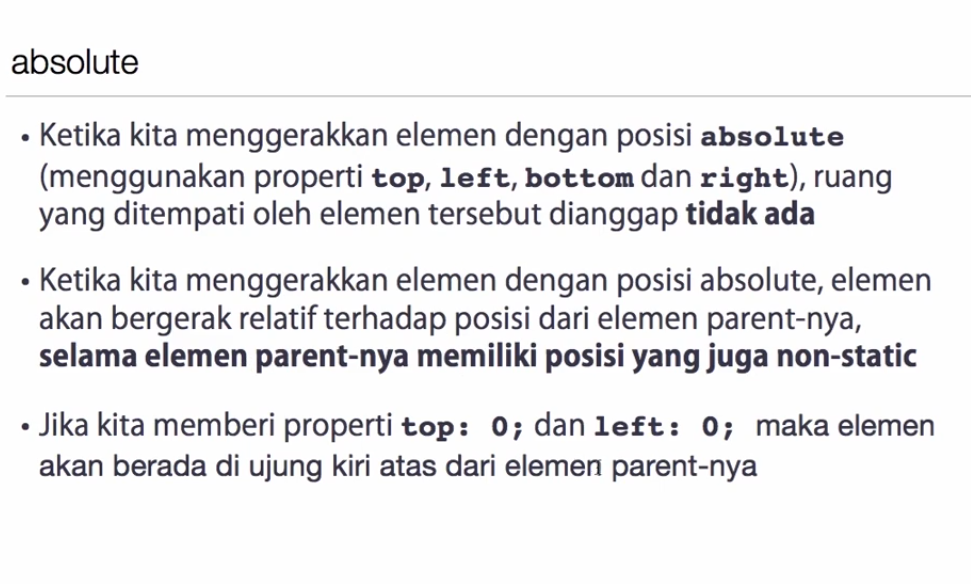 absolute
• Ketika kita menggerakkan elemen dengan posisi absolute
(menggunakan properti top, left, bottom dan right), ruang
yang ditempati oleh elemen tersebut dianggap tidak ada
• Ketika kita menggerakkan elemen dengan posisi absolute, elemen
akan bergerak relatif terhadap posisi dari elemen parent-nya,
selama elemen parent-nya memiliki posisi yang juga non-static
• Jika kita memberi properti top: 0; dan left: 0; maka elemen
akan berada di ujung kiri atas dari elemen parent-nya